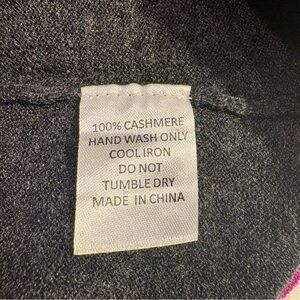 100% CASHMERE
HAND WASH ONLY
COOL IRON
DO NOT
TUMBLE DRY
MADE IN CHINA